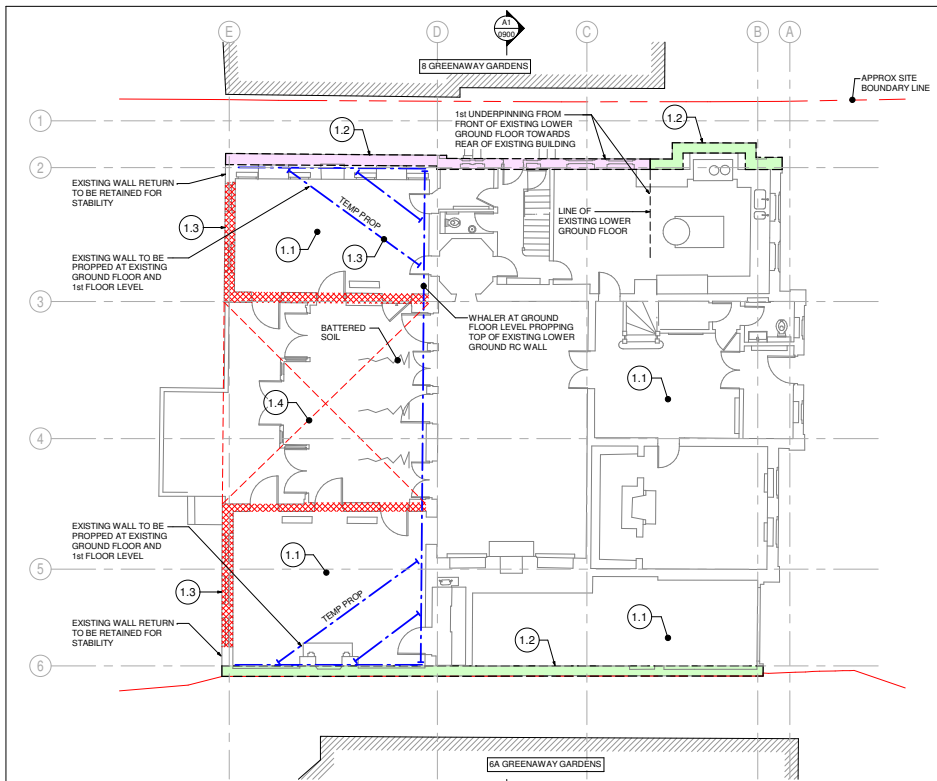 E
D
C
B
A
A1
0900
8 GREENAWAY GARDENS
APPROX SITE
BOUNDARY LINE
1
1.2
1st UNDERPINNING FROM
FRONT OF EXISTING LOWER
GROUND FLOOR TOWARDS
REAR OF EXISTING BUILDING
1.2
2
EXISTING WALL RETURN
TO BE RETAINED FOR
STABILITY
TEMP PROP
LINE OF
EXISTING LOWER
GROUND FLOOR
1.3
1.1
1.3
EXISTING WALL TO BE
PROPPED AT EXISTING
GROUND FLOOR AND
1st FLOOR LEVEL
3
WHALER AT GROUND
FLOOR LEVEL PROPPING
TOP OF EXISTING LOWER
GROUND RC WALL
BATTERED
SOIL
1.1
1.4
4
EXISTING WALL TO BE
PROPPED AT EXISTING
GROUND FLOOR AND
1st FLOOR LEVEL
1.1
5
1.3
TEMP PROP
1.1
EXISTING WALL RETURN
TO BE RETAINED FOR
STABILITY
1.2
6
6A GREENAWAY GARDENS